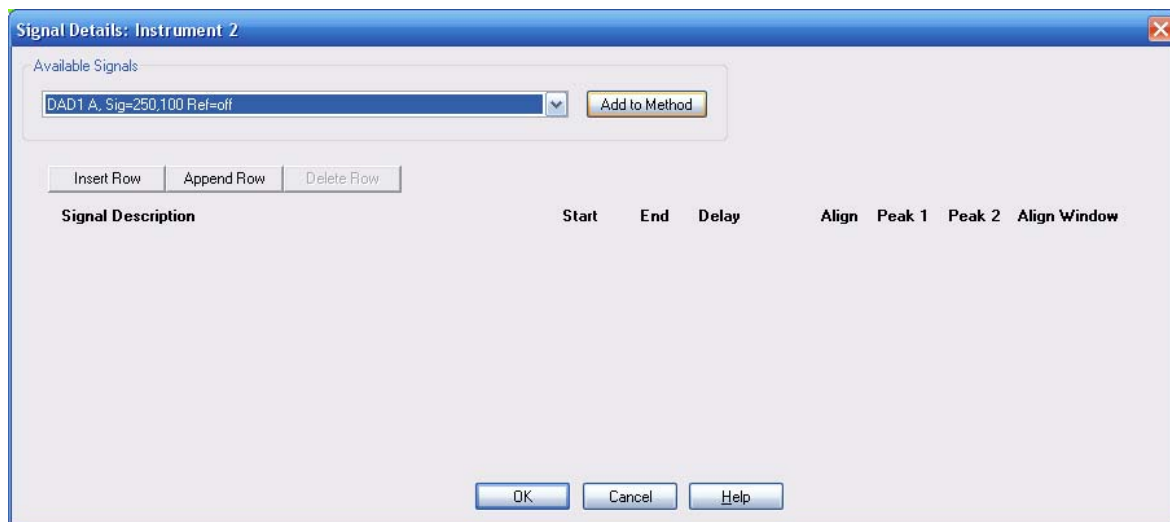 Signal Details: Instrument 2
Available Signals
DAD1 A, Sig=250,100 Ref=off
Add to Method
Insert Row Append Row Delete Row
Signal Description Start End Delay Align Peak 1 Peak 2 Align Window
OK Cancel Help